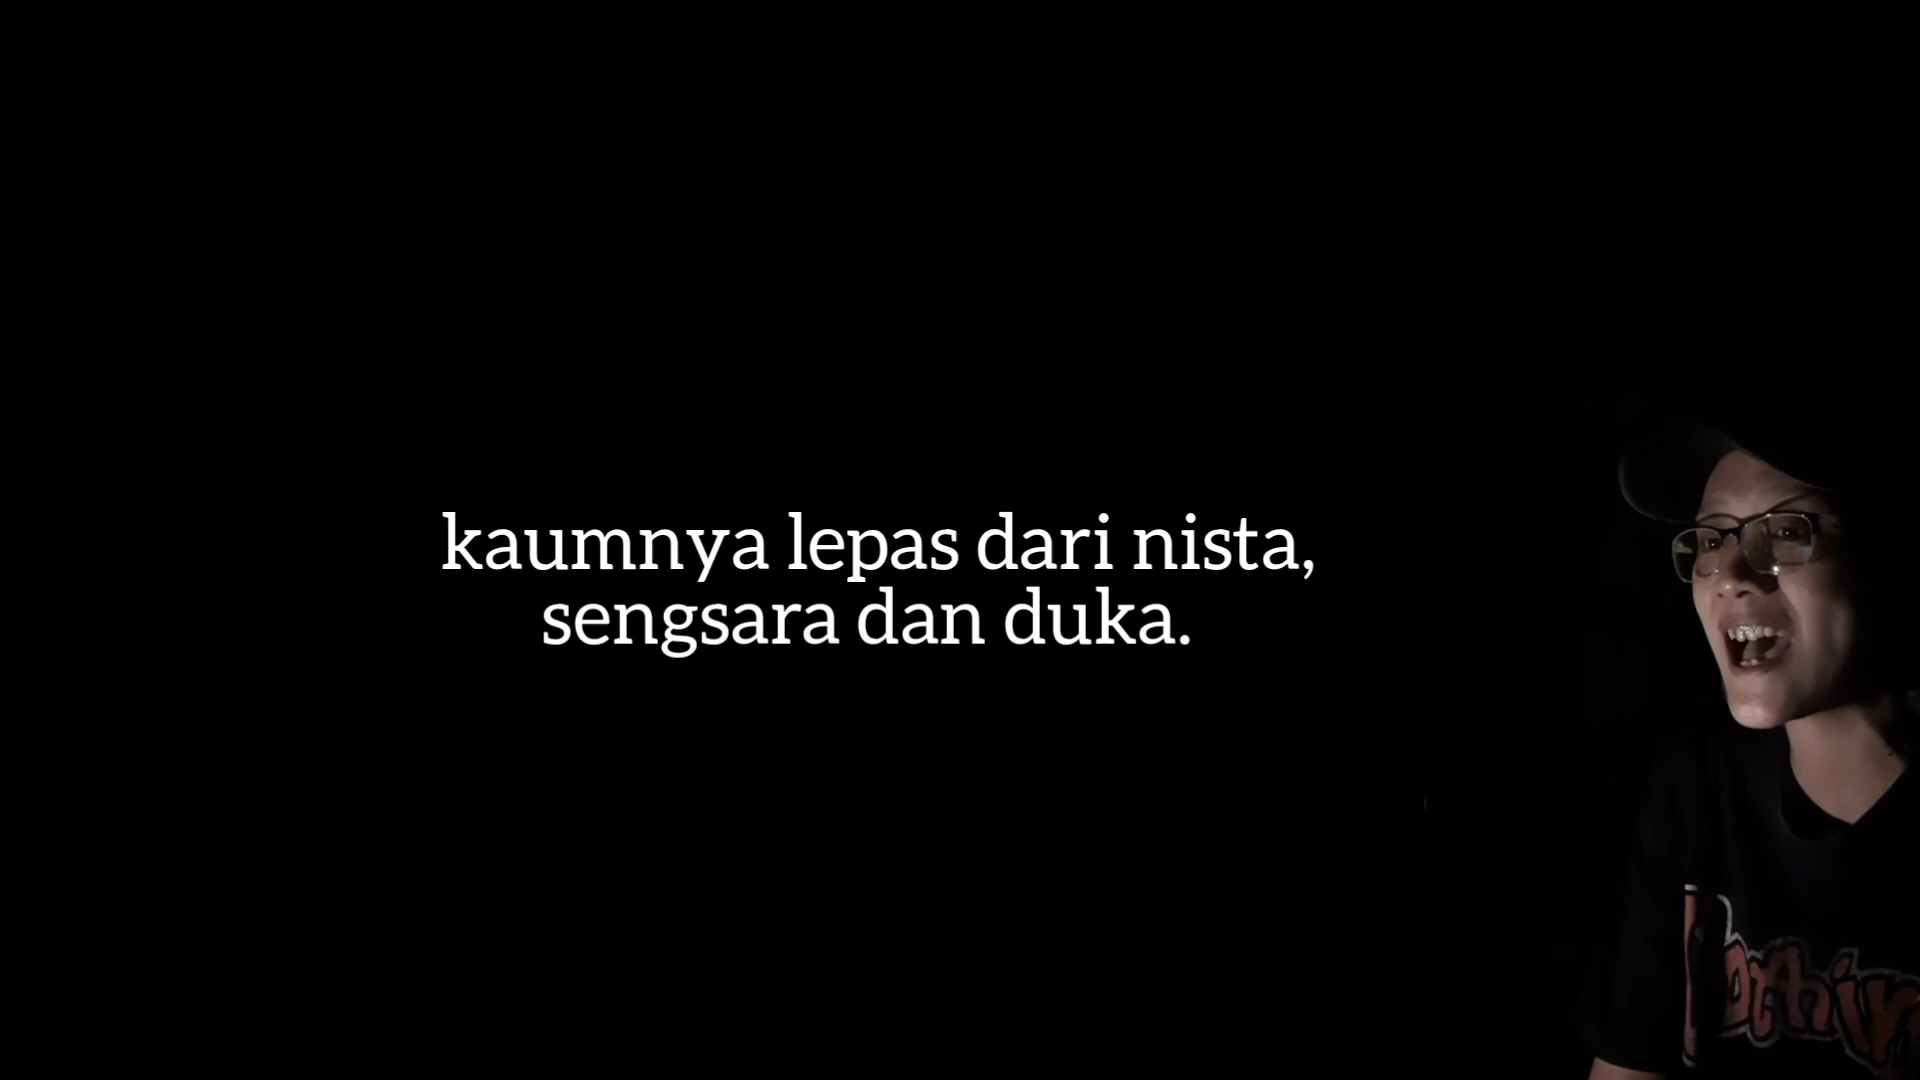 kaumnya lepas dari nista,
sengsara dan duka.